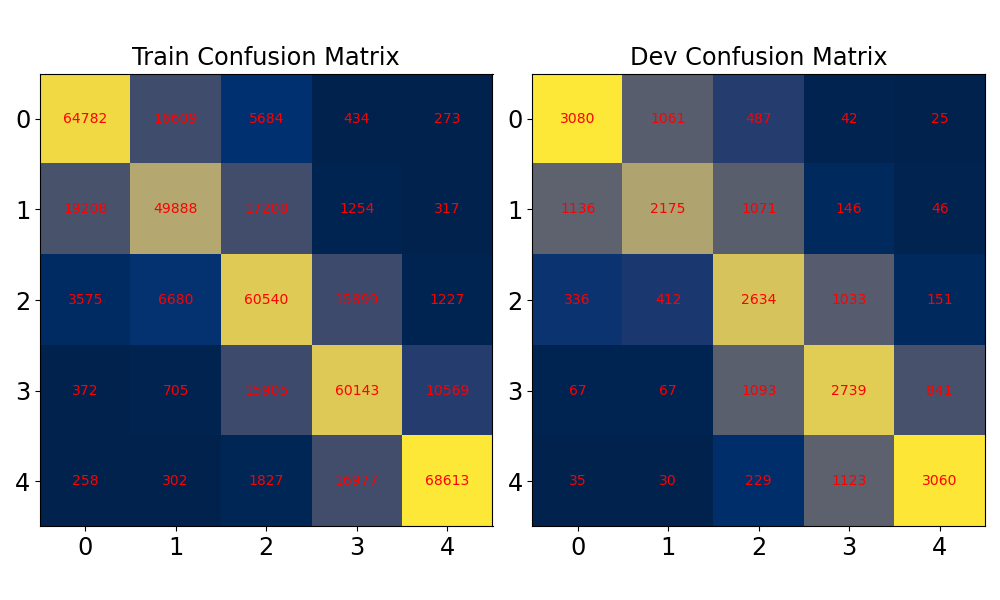 Train Confusion Matrix
Dev Confusion Matrix
0 64782 5684 434 273
1 49888 1254 317
2 3575 6680 60540 1227
3 372 705 60143 10569
4 258 302 1827 16977 68613
0 1 2 3 4
0 3080 1061 487 42 25
1 1136 2175 1071 146 46
2 336 412 2634 1033 151
3 67 67 1093 2739
4 35 30 229 1123 3060
0 1 2 3 4